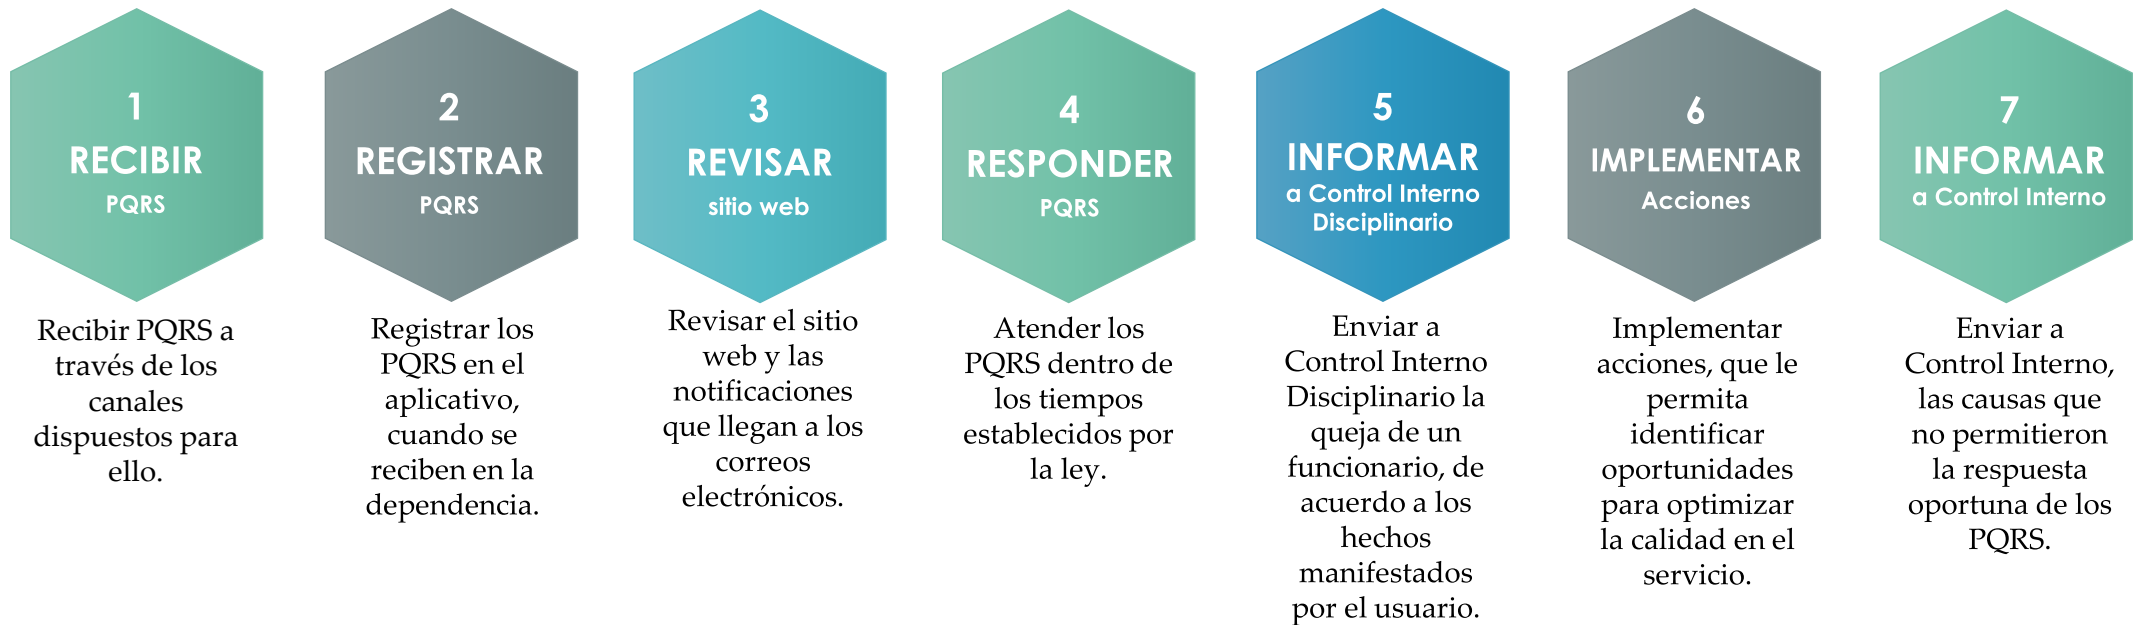 1
RECIBIR
PQRS
Recibir PQRS a
través de los
canales
dispuestos para
ello.
2
REGISTRAR
PQRS
Registrar los
PQRS en el
aplicativo,
cuando se
reciben en la
dependencia.
3
REVISAR
sitio web
Revisar el sitio
web y las
notificaciones
que llegan a los
correos
electrónicos.
4
RESPONDER
PQRS
Atender los
PQRS dentro de
los tiempos
establecidos por
la ley.
5
INFORMAR
a Control Interno
Disciplinario
Enviar a
Control Interno
Disciplinario la
queja de un
funcionario, de
acuerdo a los
hechos
manifestados
por el usuario.
6
IMPLEMENTAR
Acciones
Implementar
acciones, que le
permita
identificar
oportunidades
para optimizar
la calidad en el
servicio.
7
INFORMAR
a Control Interno
Enviar a
Control Interno,
las causas que
no permitieron
la respuesta
oportuna de los
PQRS.